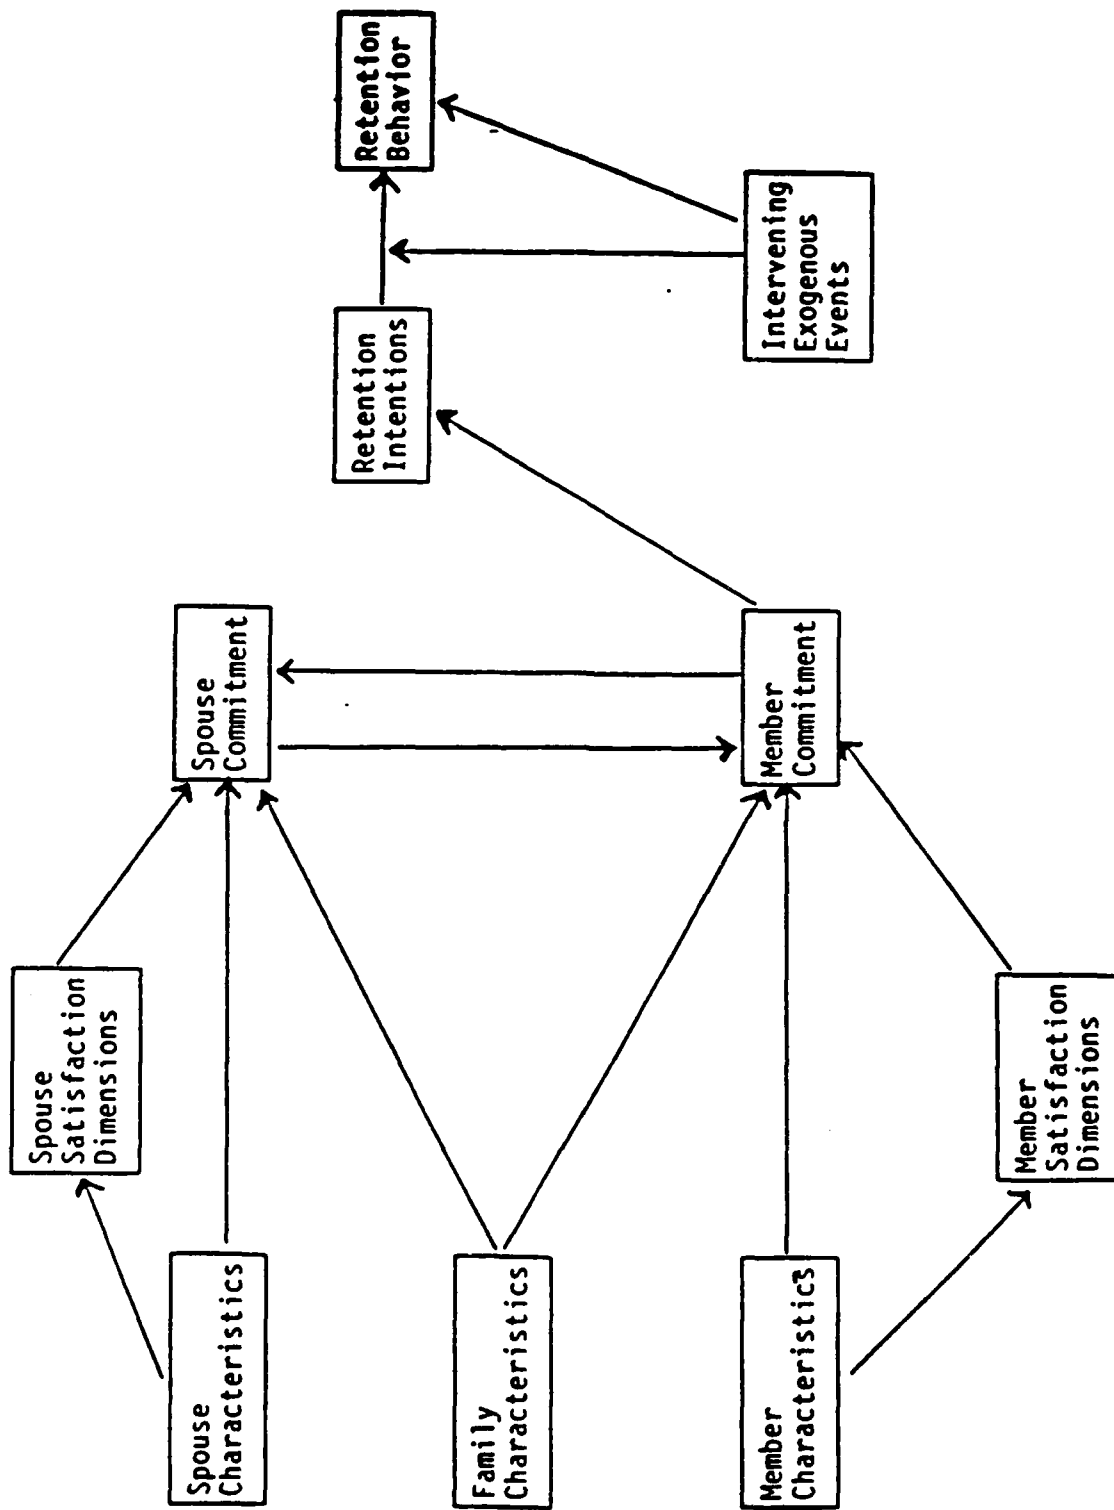 Spouse
Characteristics
Spouse
Satisfaction
Dimensions
Family
Characteristics
Member
Characteristics
Member
Satisfaction
Dimensions
Spouse
Commitment
Member
Commitment
Retention
Intentions
Intervening
Exogenous
Events
Retention
Behavior